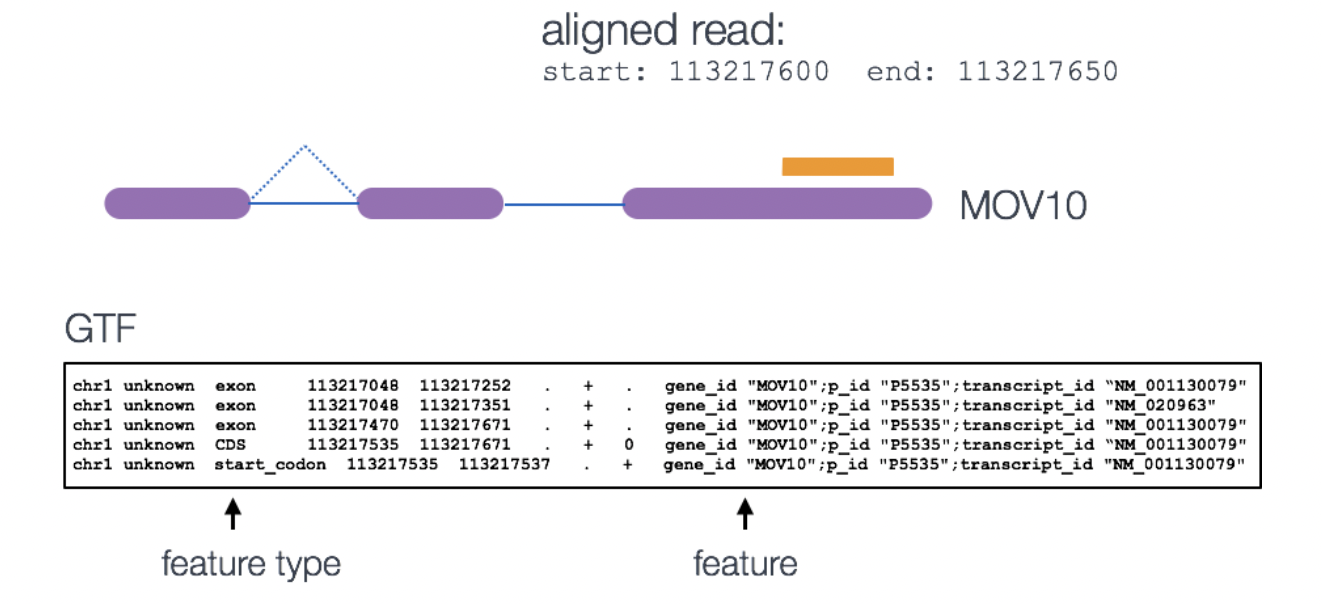 aligned read:
start: 113217600 end: 113217650
MOV10
GTF
chr1 unknown exon 113217048 113217252 . + . gene_id "MOV10";p_id "P5535";transcript_id “NM_001130079"
chr1 unknown exon 113217048 113217351 . + . gene_id "MOV10";p_id "P5535";transcript_id "NM_020963"
chr1 unknown exon 113217470 113217671 . + . gene_id "MOV10";p_id "P5535";transcript_id "NM_001130079"
chr1 unknown CDS 113217535 113217671 . + 0 gene_id "MOV10";p_id "P5535";transcript_id “NM_001130079"
chr1 unknown start_codon 113217535 113217537 . + gene_id "MOV10";p_id "P5535";transcript_id "NM_001130079"
feature type feature